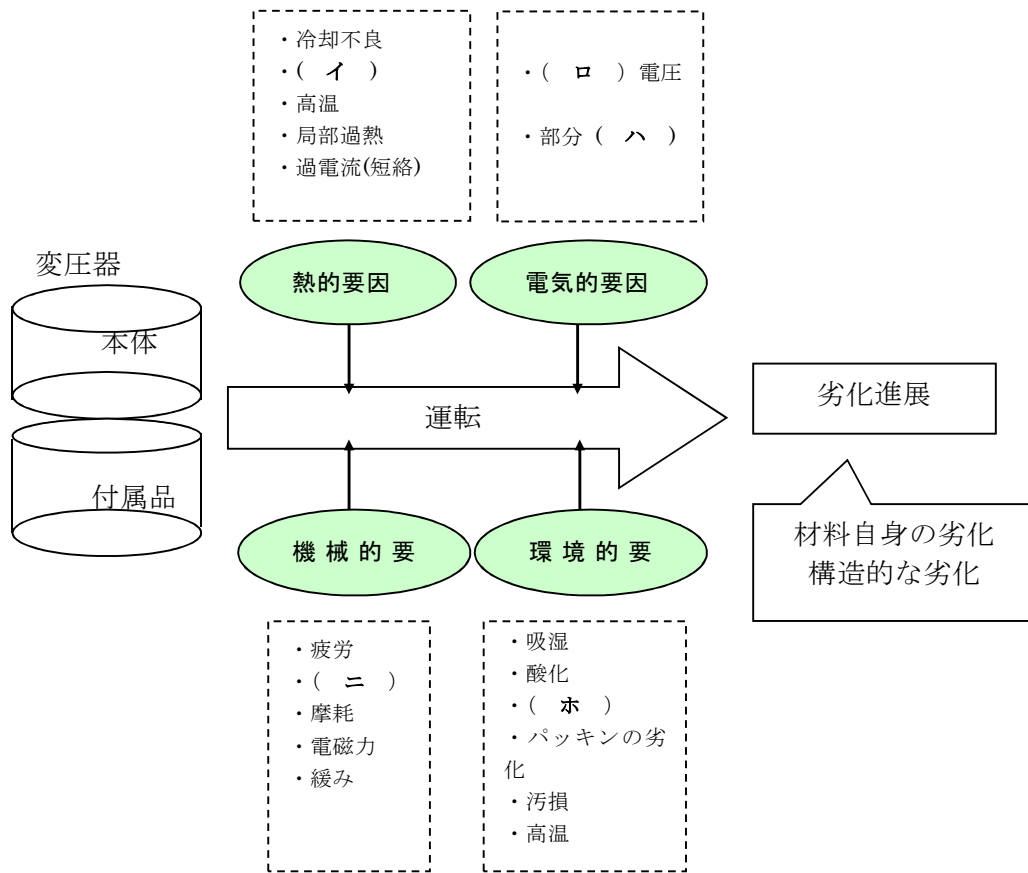 ・冷却不良
・( イ )
・高温
・局部過熱
・過電流(短絡)
・( ロ ) 電圧
・部分 ( ハ )
変圧器
熱的要因
電気的要因
本体
運転
劣化進展
付属品
機 械 的 要
環 境 的 要
材料自身の劣化
構造的な劣化
・疲労
・( ニ )
・摩耗
・電磁力
・緩み
・吸湿
・酸化
・( ホ )
・パッキンの劣
化
・汚損
・高温